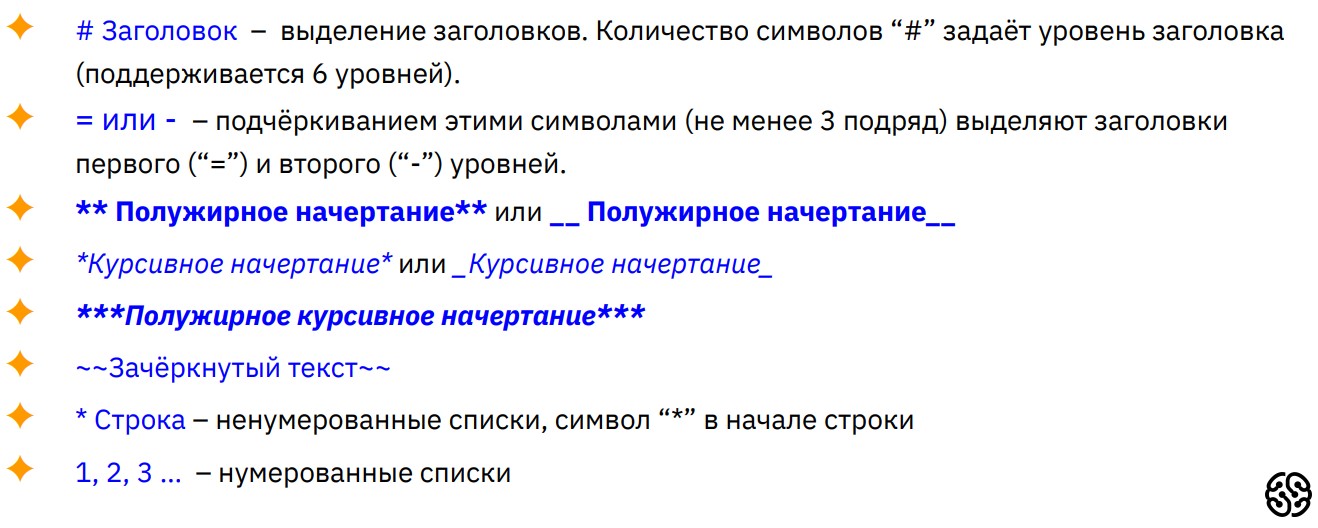 # Заголовок – выделение заголовков. Количество символов “#” задаёт уровень заголовка
(поддерживается 6 уровней).
= или - – подчёркиванием этими символами (не менее 3 подряд) выделяют заголовки
первого (“=”) и второго (“-”) уровней.
** Полужирное начертание** или __ Полужирное начертание__
*Курсивное начертание* или _Курсивное начертание_
***Полужирное курсивное начертание***
~~Зачёркнутый текст~~
* Строка – ненумерованные списки, символ “*” в начале строки
1, 2, 3 ... – нумерованные списки